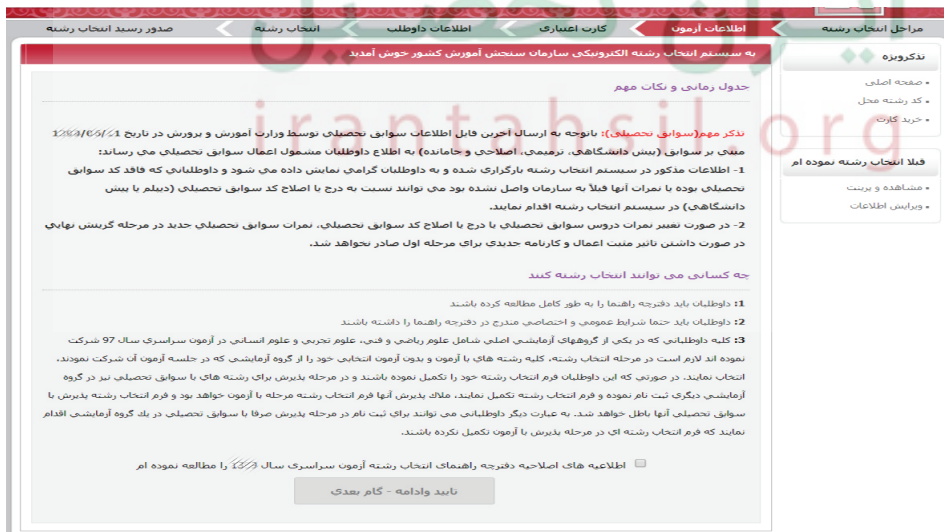 ایران تحصیل
irantahsil.org
مراحل انتخاب رشته
اطلاعات آزمون
کارت اعتباری
اطلاعات داوطلب
انتخاب رشته
صدور رسید انتخاب رشته
تذکرویژه
• صفحه اصلی
• کد رشته محل
• خرید کارت
قبلا انتخاب رشته نموده ام
• مشاهده و پرینت
• ویرایش اطلاعات
به سیستم انتخاب رشته الکترونیکی سازمان سنجش آموزش کشور خوش آمدید
جدول زمانی و نکات مهم
تذکر مهم(سوابق تحصیلی): باتوجه به ارسال آخرین فایل اطلاعات سوابق تحصیلی توسط وزارت آموزش و پرورش در تاریخ
مبنی بر سوابق (پیش دانشگاهی، ترمیمی، اصلاحی و جامانده) به اطلاع داوطلبان مشمول اعمال سوابق تحصیلی می رساند:
1- اطلاعات مذکور در سیستم انتخاب رشته بارگزاری شده و به داوطلبان گرامی نمایش داده می شود و داوطلبانی که فاقد کد سوابق
تحصیلی بوده یا نمرات آنها قبلاً به سازمان واصل نشده بود می توانند نسبت به درج یا اصلاح کد سوابق تحصیلی (دیپلم یا پیش
دانشگاهی) در سیستم انتخاب رشته اقدام نمایند.
2- در صورت تغییر نمرات دروس سوابق تحصیلی یا درج یا اصلاح کد سوابق تحصیلی، نمرات سوابق تحصیلی جدید در مرحله گزینش نهایی
در صورت داشتن تاثیر مثبت اعمال و کارنامه جدیدی برای مرحله اول صادر نخواهد شد.
چه کسانی می توانند انتخاب رشته کنند
1: داوطلبان باید دفترچه راهنما را به طور کامل مطالعه کرده باشند
2: داوطلبان باید حتما شرایط عمومی و اختصاصی مندرج در دفترچه راهنما را داشته باشند
3: کلیه داوطلبانی که در یکی از گروههای آزمایشی اصلی شامل علوم ریاضی و فنی، علوم تجربی و علوم انسانی در آزمون سراسری سال 97 شرکت
نموده اند لازم است در مرحله انتخاب رشته، کلیه رشته های با آزمون و بدون آزمون انتخابی خود را از گروه آزمایشی که در جلسه آزمون آن شرکت نمودند،
انتخاب نمایند. در صورتی که این داوطلبان فرم انتخاب رشته خود را تکمیل نموده باشند و در مرحله پذیرش برای رشته های با سوابق تحصیلی نیز در گروه
آزمایشی دیگری ثبت نام نموده و فرم انتخاب رشته تکمیل نمایند، ملاك پذیرش آنها فرم انتخاب رشته مرحله با آزمون خواهد بود و فرم انتخاب رشته پذیرش با
سوابق تحصیلی آنها باطل خواهد شد. به عبارت دیگر داوطلبانی می توانند برای ثبت نام در مرحله پذیرش صرفا با سوابق تحصیلی در یك گروه آزمایشی اقدام
نمایند که فرم انتخاب رشته ای در مرحله پذیرش با آزمون تکمیل نکرده باشند.
اطلاعیه های اصلاحیه دفترچه راهنمای انتخاب رشته آزمون سراسری سال را مطالعه نموده ام
تایید وادامه - گام بعدی